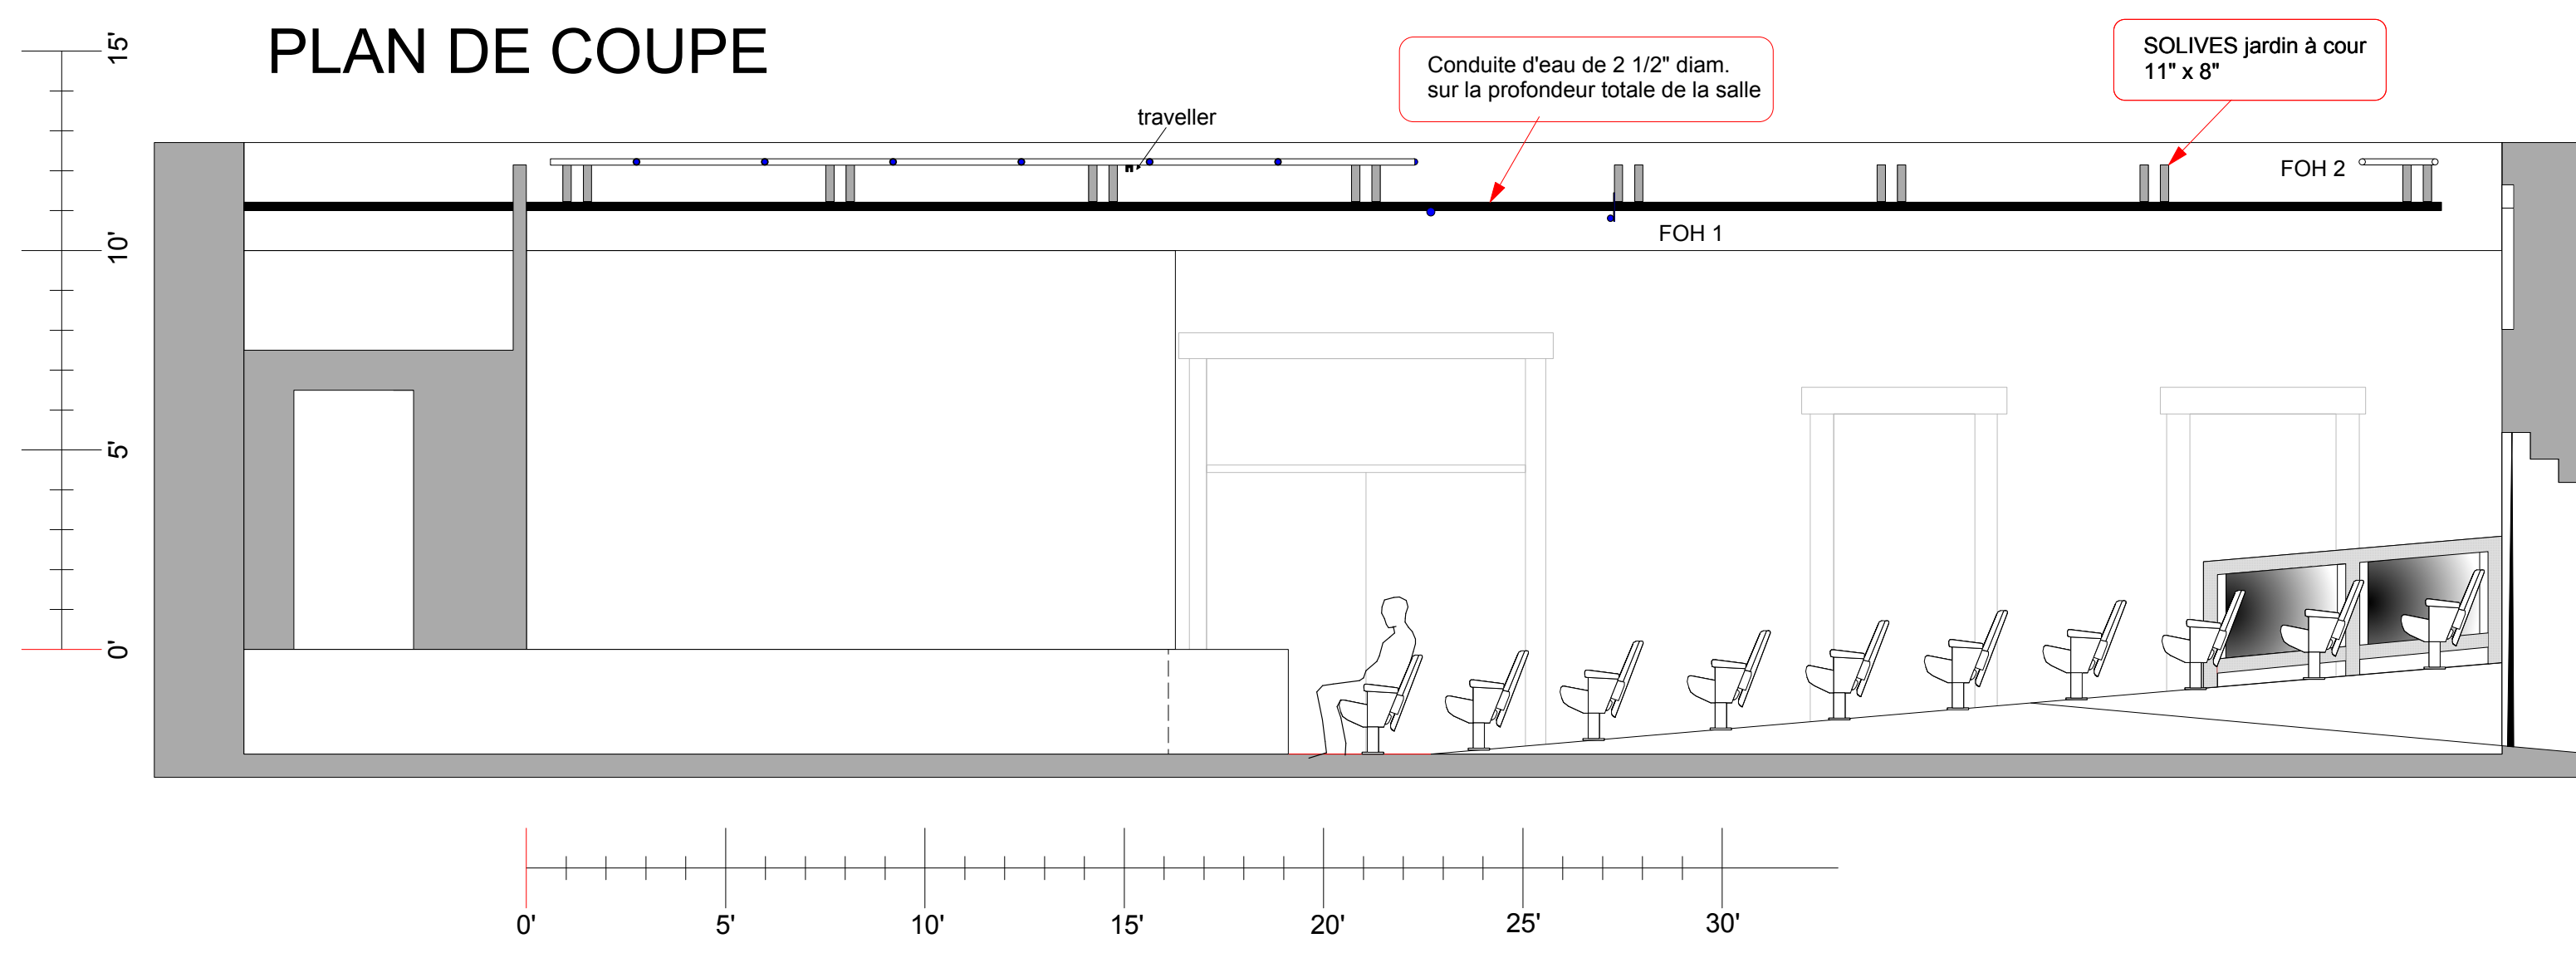 PLAN DE COUPE
15'
10'
5'
0'
traveller
Conduite d'eau de 2 1/2" diam.
sur la profondeur totale de la salle
SOLIVES jardin à cour
11" x 8"
FOH 2
FOH 1
0'
5'
10'
15'
20'
25'
30'